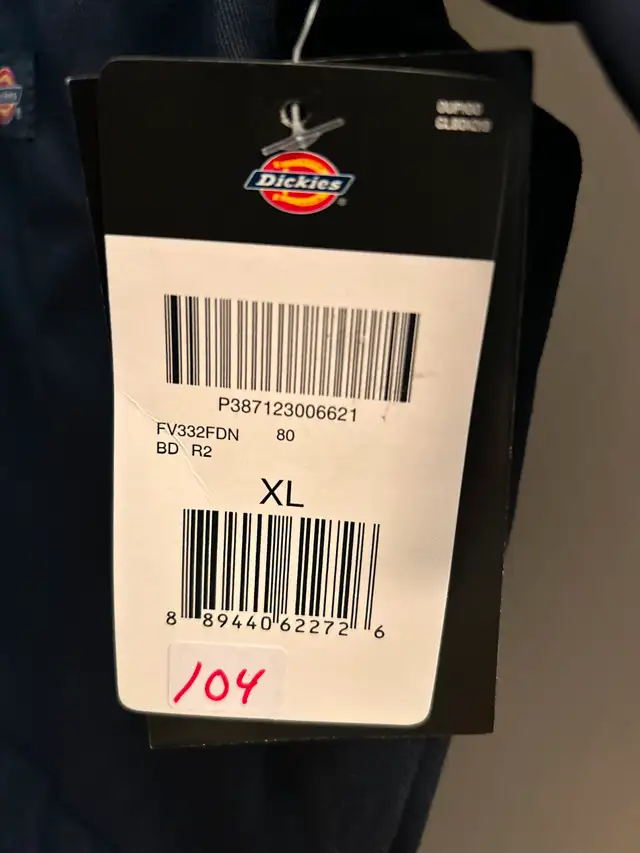 Dickies
P387123006621
FV332FDN 80
BD R2
XL
8 89440 62272 6
104